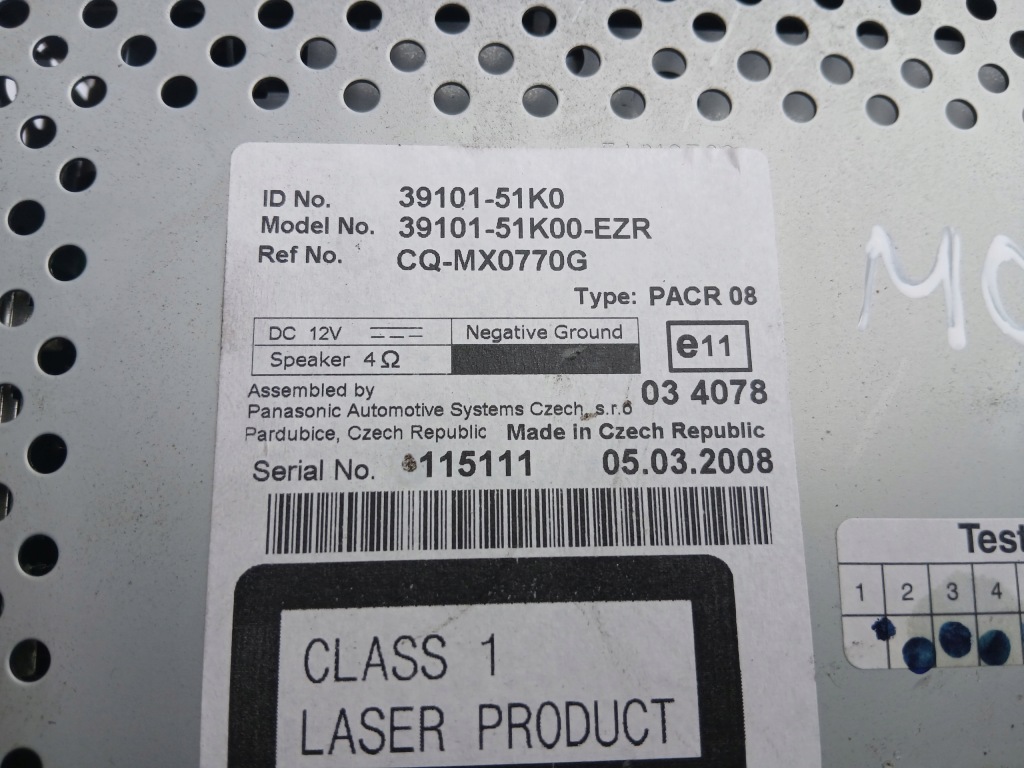 ID No. 39101-51K0
Model No. 39101-51K00-EZR
Ref No. CQ-MX0770G
Type: PACR 08
DC 12V Negative Ground
Speaker 4Ω
e11
03 4078
Assembled by
Panasonic Automotive Systems Czech, s.r.o
Pardubice, Czech Republic Made in Czech Republic
Serial No. 115111 05.03.2008
CLASS 1
LASER PRODUCT
Test
1 2 3 4